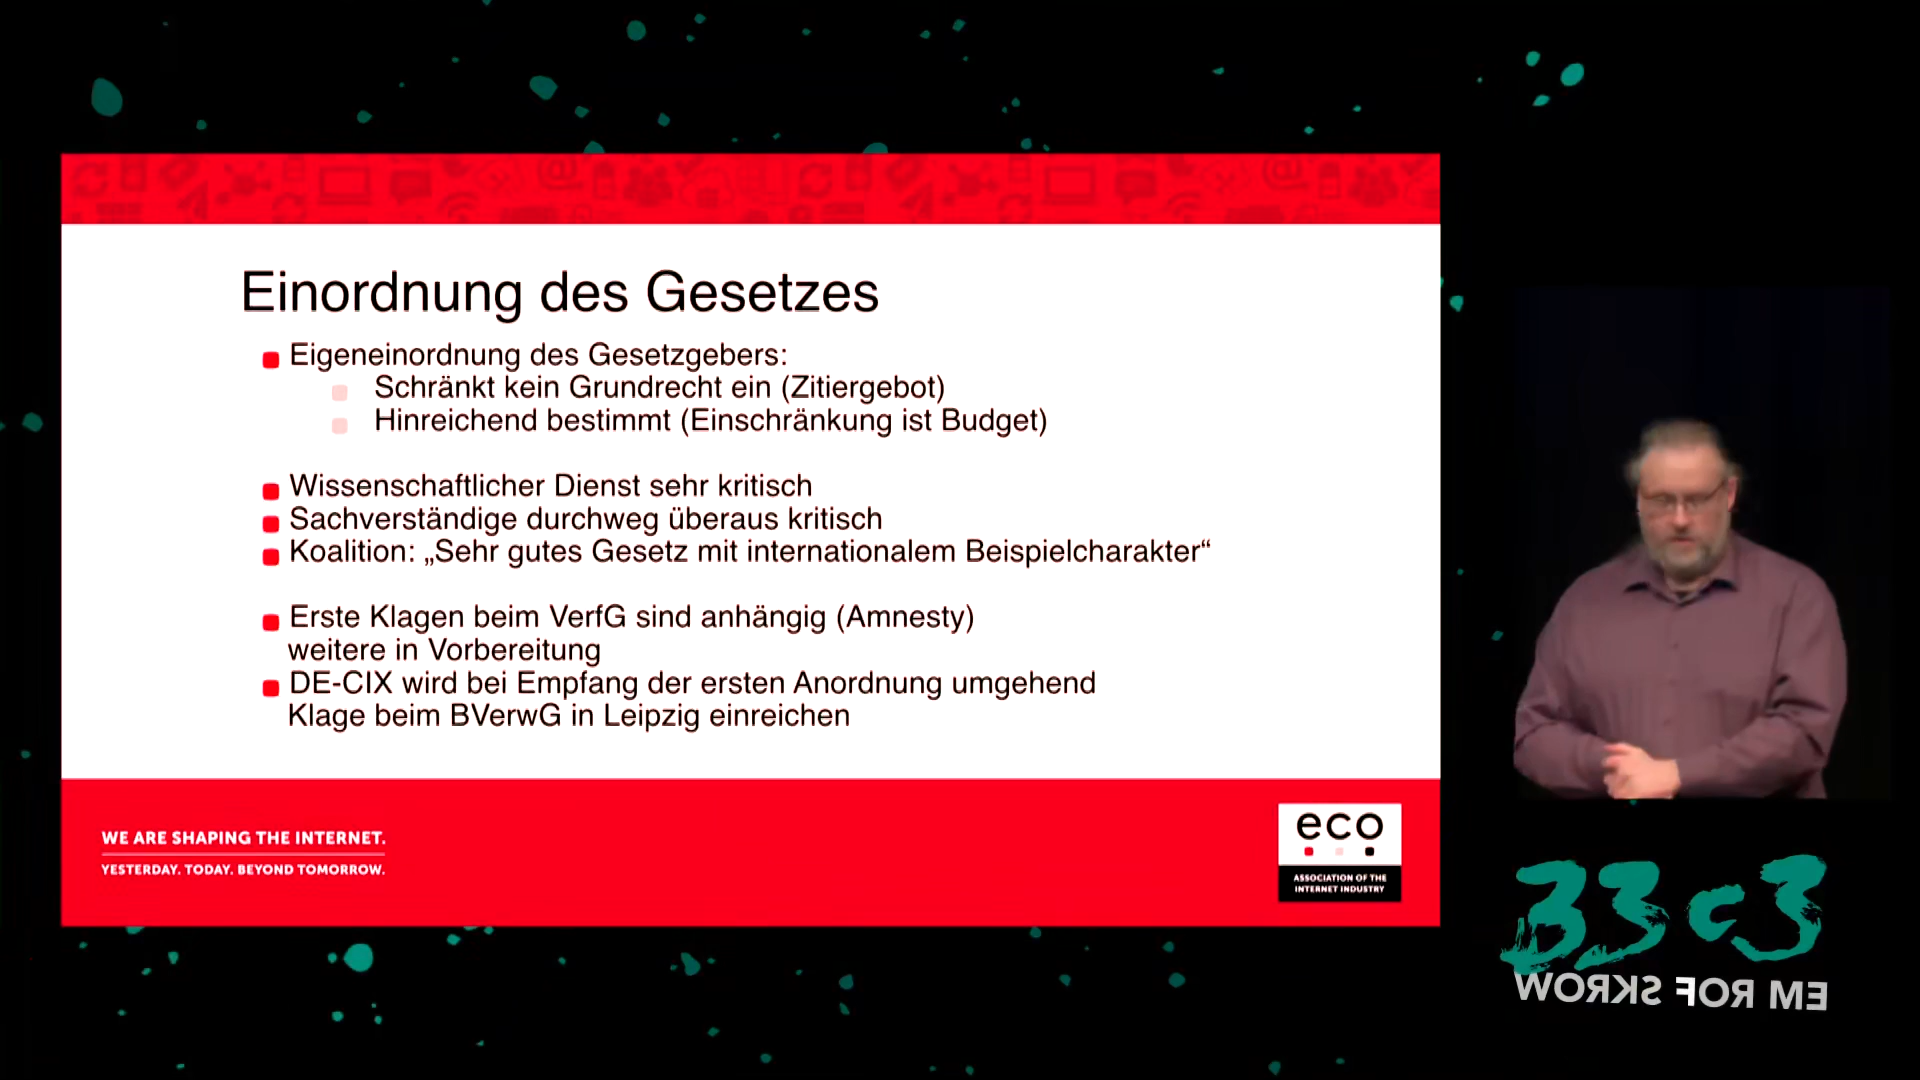 Einordnung des Gesetzes
Eigeneinordnung des Gesetzgebers:
Schränkt kein Grundrecht ein (Zitiergebot)
Hinreichend bestimmt (Einschränkung ist Budget)
Wissenschaftlicher Dienst sehr kritisch
Sachverständige durchweg überaus kritisch
Koalition: „Sehr gutes Gesetz mit internationalem Beispielcharakter“
Erste Klagen beim VerfG sind anhängig (Amnesty)
weitere in Vorbereitung
DE-CIX wird bei Empfang der ersten Anordnung umgehend
Klage beim BVerwG in Leipzig einreichen
WE ARE SHAPING THE INTERNET.
YESTERDAY. TODAY. BEYOND TOMORROW.
eco
ASSOCIATION OF THE
INTERNET INDUSTRY
33c3
WORKS FOR ME